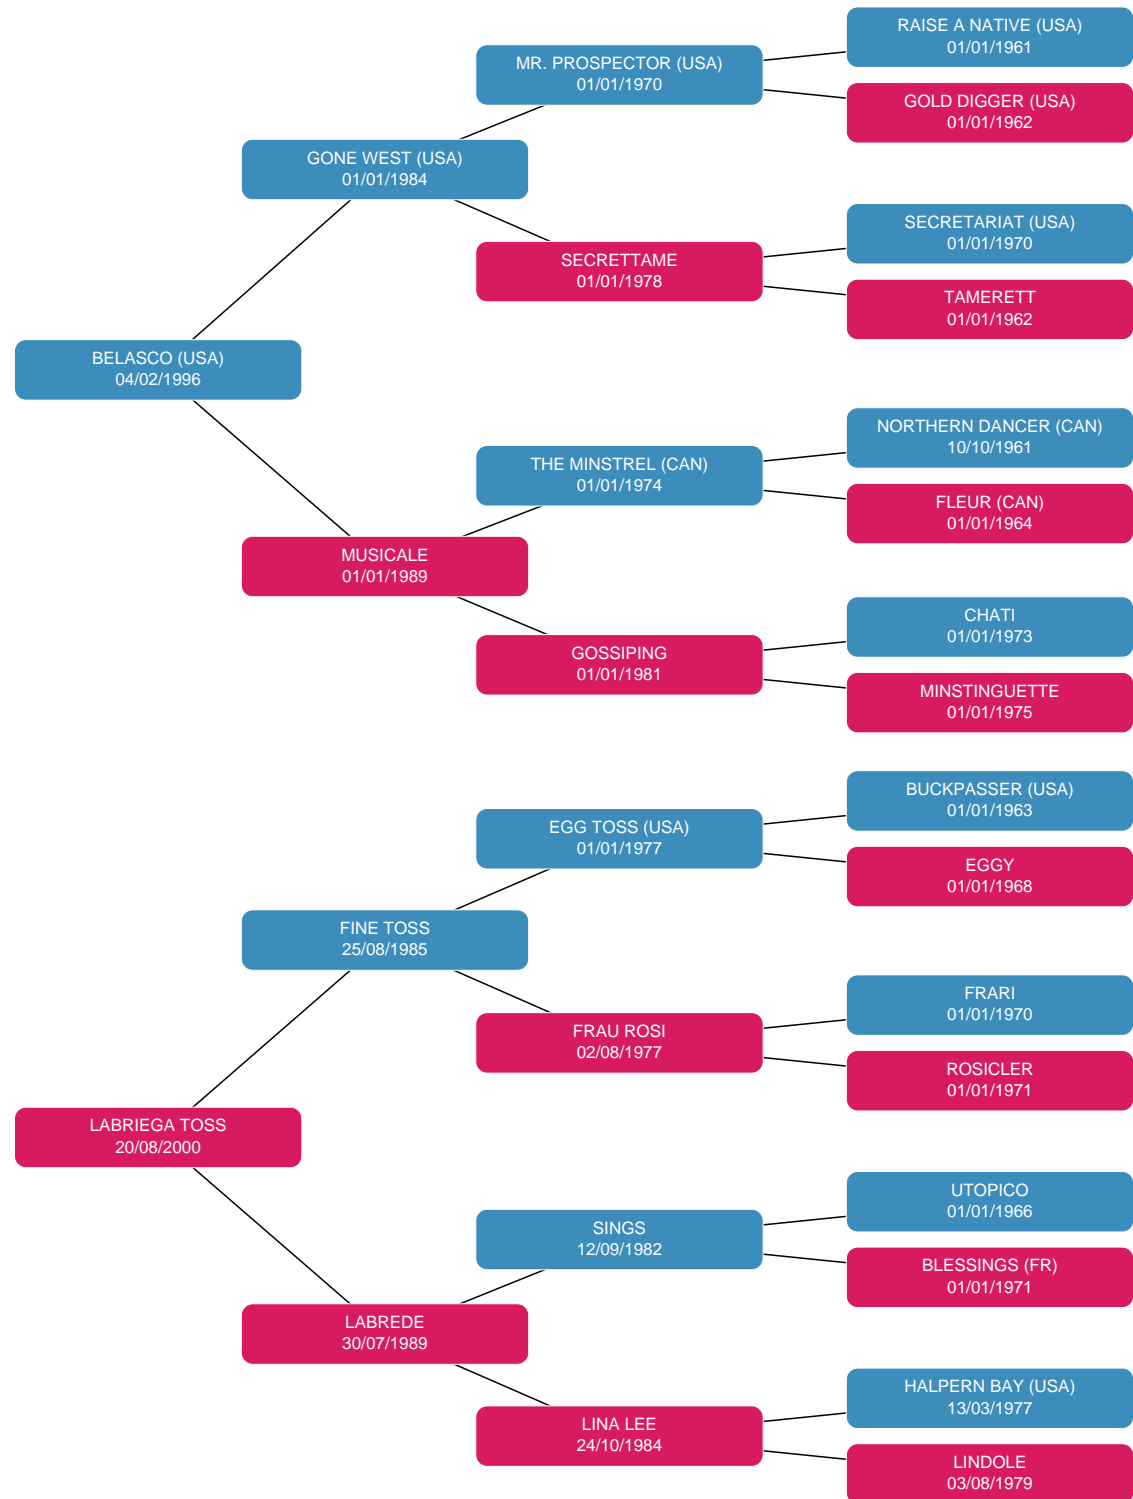 RAISE A NATIVE (USA)
01/01/1961
MR. PROSPECTOR (USA)
01/01/1970
GOLD DIGGER (USA)
01/01/1962
GONE WEST (USA)
01/01/1984
SECRETARIAT (USA)
01/01/1970
SECRETTAME
01/01/1978
TAMERETT
01/01/1962
BELASCO (USA)
04/02/1996
NORTHERN DANCER (CAN)
10/10/1961
THE MINSTREL (CAN)
01/01/1974
FLEUR (CAN)
01/01/1964
MUSICALE
01/01/1989
CHATI
01/01/1973
GOSSIPING
01/01/1981
MINSTINGUETTE
01/01/1975
BUCKPASSER (USA)
01/01/1963
EGG TOSS (USA)
01/01/1977
EGGY
01/01/1968
FINE TOSS
25/08/1985
FRARI
01/01/1970
FRAU ROSI
02/08/1977
ROSICLER
01/01/1971
LABRIEGA TOSS
20/08/2000
UTOPICO
01/01/1966
SINGS
12/09/1982
BLESSINGS (FR)
01/01/1971
LABREDE
30/07/1989
HALPERN BAY (USA)
13/03/1977
LINA LEE
24/10/1984
LINDOLE
03/08/1979